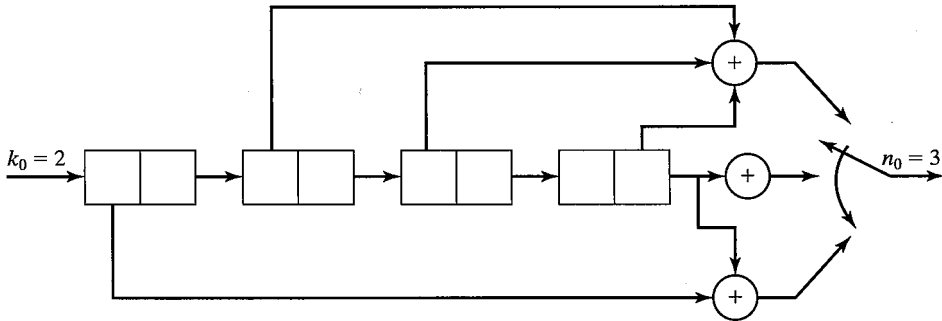 +
k₀ = 2
n₀ = 3
+
+